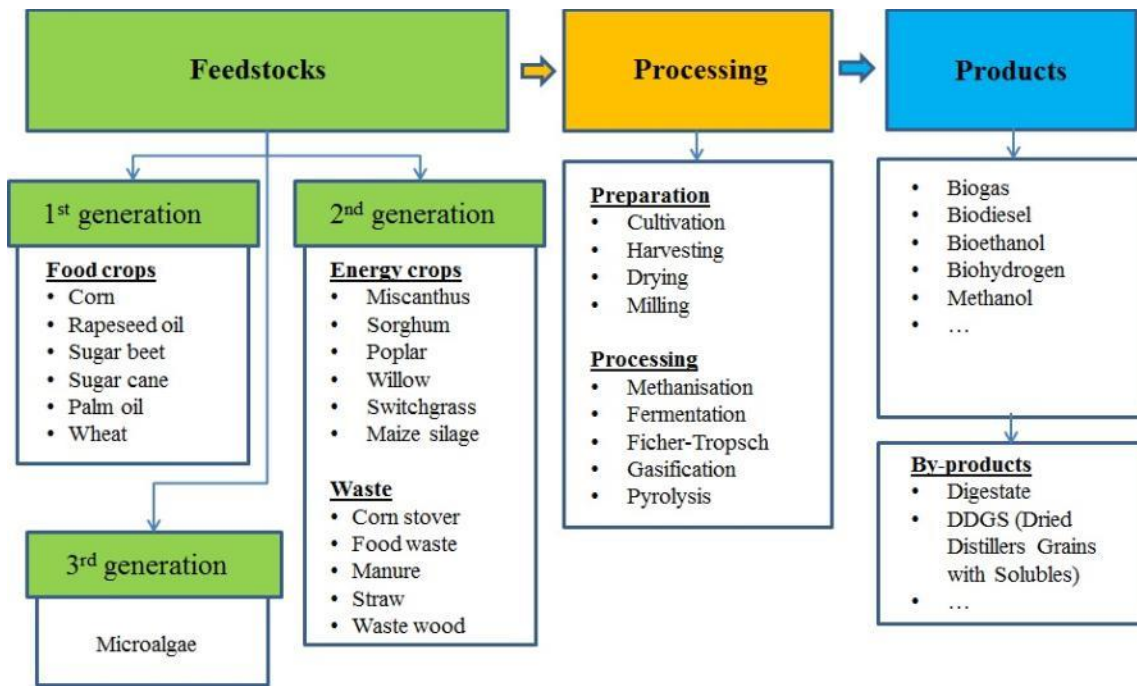 Feedstocks
Processing
Products
1st generation
Food crops
• Corn
• Rapeseed oil
• Sugar beet
• Sugar cane
• Palm oil
• Wheat
2nd generation
Energy crops
• Miscanthus
• Sorghum
• Poplar
• Willow
• Switchgrass
• Maize silage
Waste
• Corn stover
• Food waste
• Manure
• Straw
• Waste wood
3rd generation
Microalgae
Preparation
• Cultivation
• Harvesting
• Drying
• Milling
Processing
• Methanisation
• Fermentation
• Ficher-Tropsch
• Gasification
• Pyrolysis
• Biogas
• Biodiesel
• Bioethanol
• Biohydrogen
• Methanol
• …
By-products
• Digestate
• DDGS (Dried
Distillers Grains
with Solubles)
• …